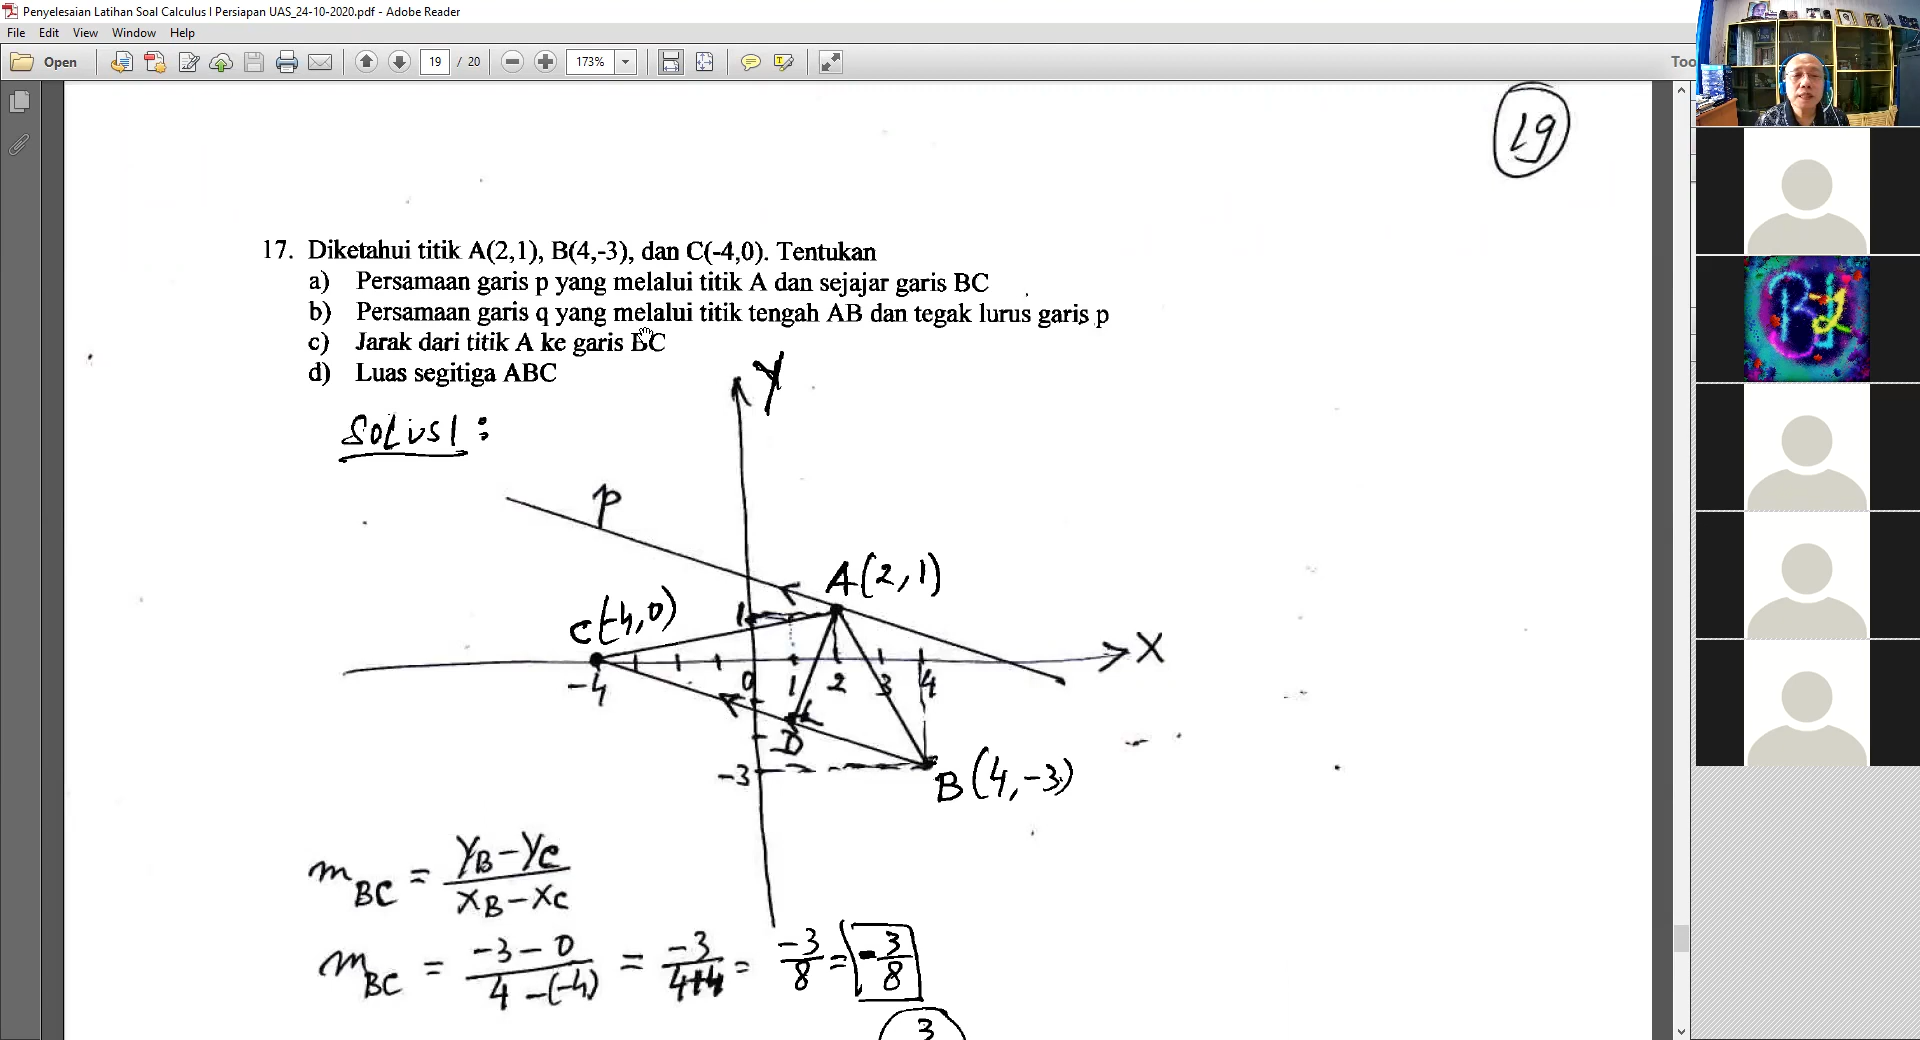 Penyelesaian Latihan Soal Calculus I Persiapan UAS_24-10-2020.pdf - Adobe Reader
File Edit View Window Help
Open 19 / 20 173% Too
19
17. Diketahui titik A(2,1), B(4,-3), dan C(-4,0). Tentukan
a) Persamaan garis p yang melalui titik A dan sejajar garis BC
b) Persamaan garis q yang melalui titik tengah AB dan tegak lurus garis p
c) Jarak dari titik A ke garis BC
d) Luas segitiga ABC
Y
SOLUSI :
p
A(2,1)
C(-4,0)
1
X
-4 0 1 2 3 4
D
-3
B(4,-3)
m_BC = (y_B - y_C) / (x_B - x_C)
m_BC = (-3 - 0) / (4 - (-4)) = -3 / (4+4) = -3/8 = -3/8
3